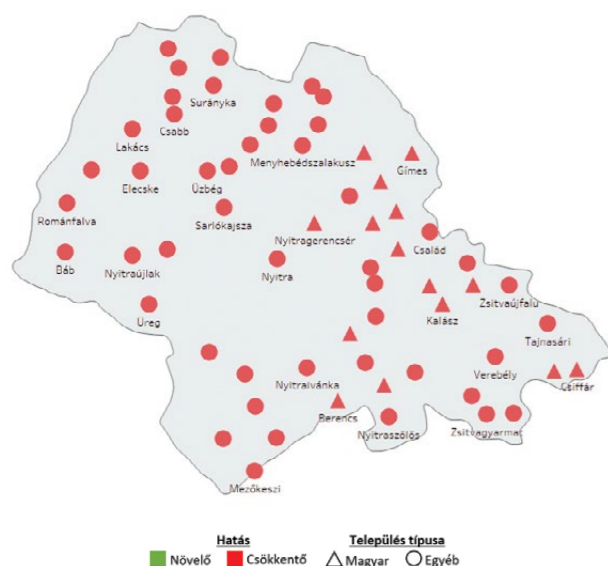 Surányka
Csabb
Lakács
Menyhebédszalakusz
Gímes
Elecske
Üzbég
Románfalva
Sarlókajsza
Nyitragerencsér
Család
Báb
Nyitraújlak
Nyitra
Zsitvaújfalu
Üreg
Kalász
Tajnasári
Verebély
Nyitraivánka
Csiffár
Berencs
Nyitraszőlős
Zsitvagyarmat
Mezőkeszi
Hatás Település típusa
Növelő Csökkentő Magyar Egyéb